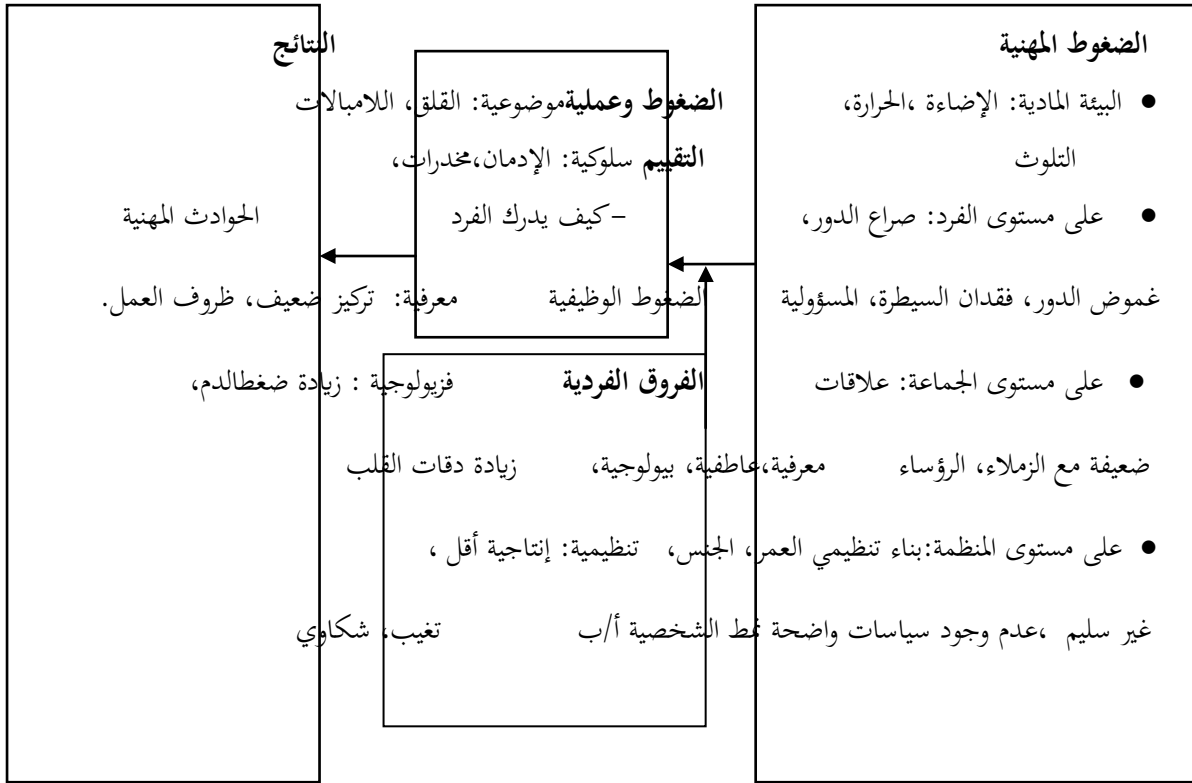 الضغوط المهنية النتائج
● البيئة المادية: الإضاءة ،الحرارة، الضغوط وعمليةموضوعية: القلق، اللامبالات
التلوث التقييم سلوكية: الإدمان،مخدرات،
● على مستوى الفرد: صراع الدور، –كيف يدرك الفرد الحوادث المهنية
غموض الدور، فقدان السيطرة، المسؤولية الضغوط الوظيفية معرفية: تركيز ضعيف، ظروف العمل.
● على مستوى الجماعة: علاقات الفروق الفردية فزيولوجية : زيادة ضغطالدم،
ضعيفة مع الزملاء، الرؤساء معرفية،عاطفية، بيولوجية، زيادة دقات القلب
● على مستوى المنظمة:بناء تنظيمي العمر، الجنس، تنظيمية: إنتاجية أقل ،
غير سليم ،عدم وجود سياسات واضحة نمط الشخصية أ/ب تغيب، شكاوي